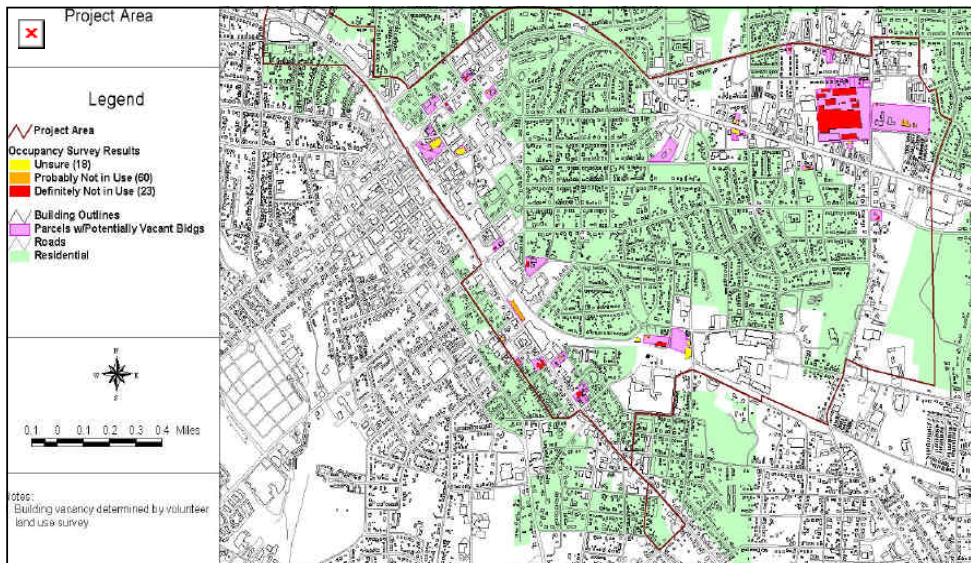 Project Area
Legend
Project Area
Occupancy Survey Results
Unsure (18)
Probably Not in Use (60)
Definitely Not in Use (23)
Building Outlines
Parcels w/Potentially Vacant Bldgs
Roads
Residential
N
W E
S
0.1 0 0.1 0.2 0.3 0.4 Miles
Notes:
Building vacancy determined by volunteer
land use survey